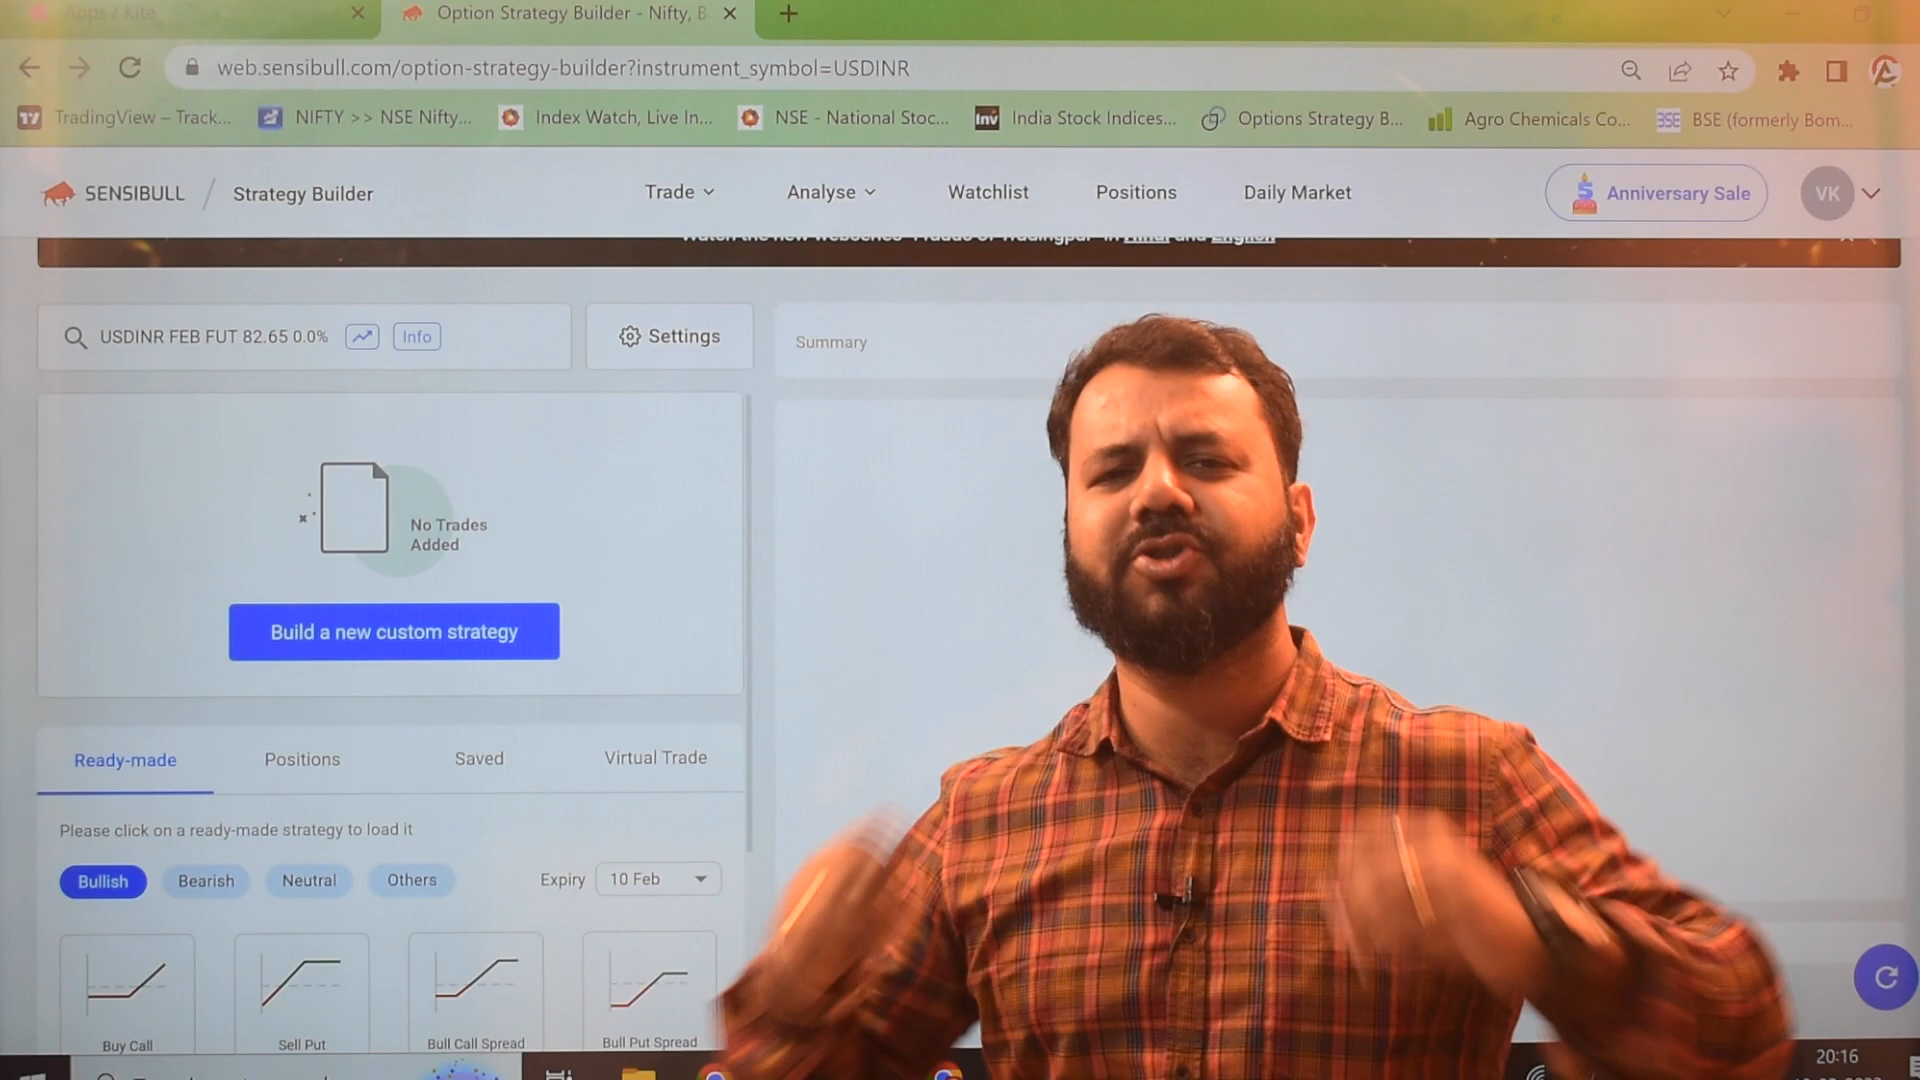 Apps / Kite
Option Strategy Builder - Nifty, B
web.sensibull.com/option-strategy-builder?instrument_symbol=USDINR
TradingView – Track...
NIFTY >> NSE Nifty...
Index Watch, Live In...
NSE - National Stoc...
Inv
India Stock Indices...
Options Strategy B...
Agro Chemicals Co...
BSE
BSE (formerly Bom...
SENSIBULL / Strategy Builder
Trade
Analyse
Watchlist
Positions
Daily Market
5
Anniversary Sale
VK
USDINR FEB FUT 82.65 0.0%
Info
Settings
Summary
No Trades
Added
Build a new custom strategy
Ready-made
Positions
Saved
Virtual Trade
Please click on a ready-made strategy to load it
Bullish
Bearish
Neutral
Others
Expiry
10 Feb
Buy Call
Sell Put
Bull Call Spread
Bull Put Spread
20:16